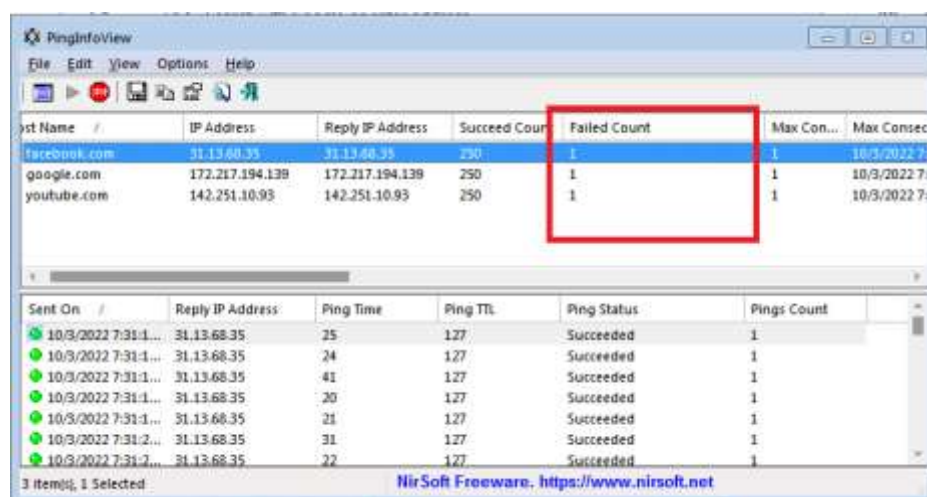 PingInfoView
File Edit View Options Help
ost Name / IP Address Reply IP Address Succeed Coun Failed Count Max Con... Max Consec
facebook.com 31.13.68.35 31.13.68.35 250 1 1 10/3/2022 7:
google.com 172.217.194.139 172.217.194.139 250 1 1 10/3/2022 7:
youtube.com 142.251.10.93 142.251.10.93 250 1 1 10/3/2022 7:
Sent On / Reply IP Address Ping Time Ping TTL Ping Status Pings Count
10/3/2022 7:31:1... 31.13.68.35 25 127 Succeeded 1
10/3/2022 7:31:1... 31.13.68.35 24 127 Succeeded 1
10/3/2022 7:31:1... 31.13.68.35 41 127 Succeeded 1
10/3/2022 7:31:1... 31.13.68.35 20 127 Succeeded 1
10/3/2022 7:31:1... 31.13.68.35 21 127 Succeeded 1
10/3/2022 7:31:2... 31.13.68.35 31 127 Succeeded 1
10/3/2022 7:31:2... 31.13.68.35 22 127 Succeeded 1
3 item(s), 1 Selected NirSoft Freeware. https://www.nirsoft.net